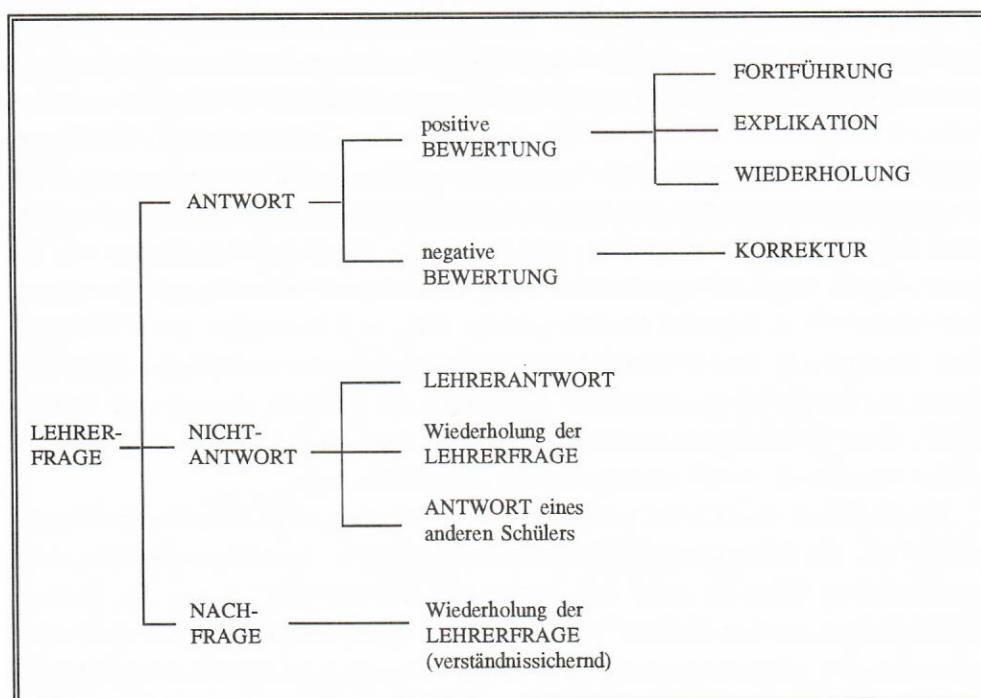 FORTFÜHRUNG
positive
BEWERTUNG
EXPLIKATION
WIEDERHOLUNG
ANTWORT
negative
BEWERTUNG
KORREKTUR
LEHRERANTWORT
LEHRER-
FRAGE
NICHT-
ANTWORT
Wiederholung der
LEHRERFRAGE
ANTWORT eines
anderen Schülers
NACH-
FRAGE
Wiederholung der
LEHRERFRAGE
(verständnissichernd)